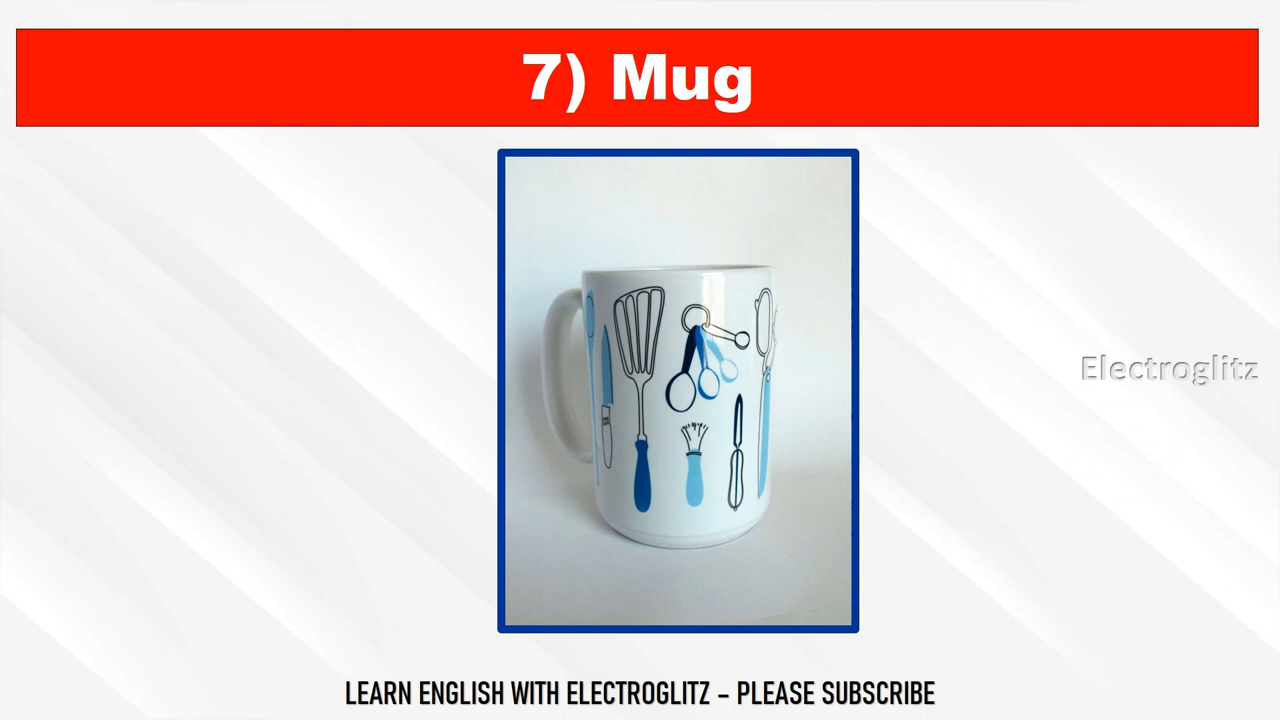 7) Mug
Electroglitz
LEARN ENGLISH WITH ELECTROGLITZ – PLEASE SUBSCRIBE